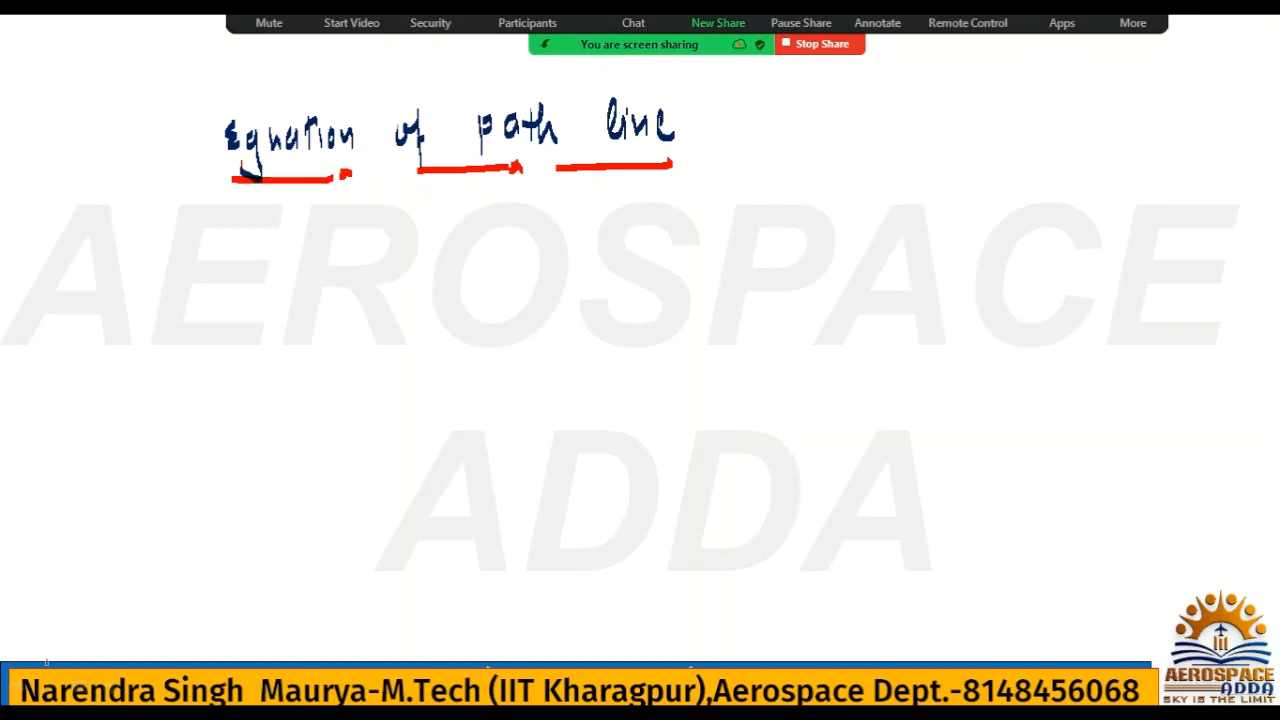 Mute Start Video Security Participants Chat New Share Pause Share Annotate Remote Control Apps More
You are screen sharing Stop Share
Equation of path line
AEROSPACE
ADDA
Narendra Singh Maurya-M.Tech (IIT Kharagpur),Aerospace Dept.-8148456068
AEROSPACE
ADDA
SKY IS THE LIMIT